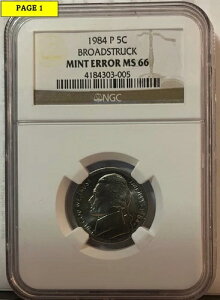 PAGE 1
1984 P 5C
BROADSTRUCK
MINT ERROR MS 66
4184303-005
NGC